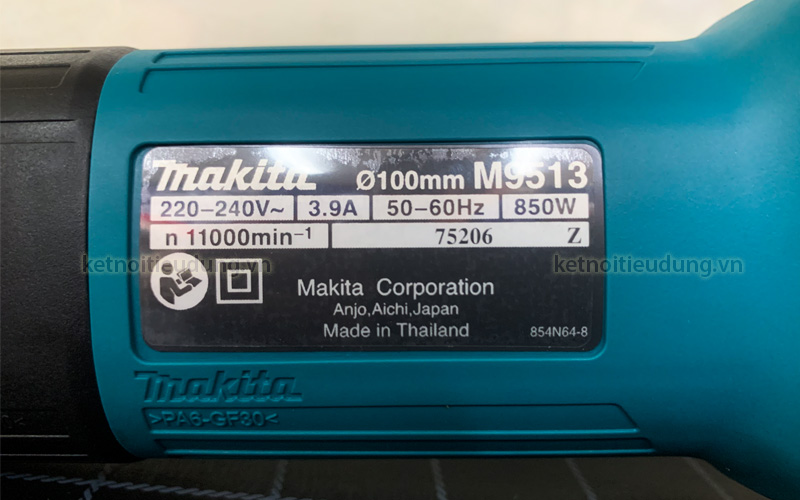 Makita Ø100mm M9513
220–240V~ 3.9A 50–60Hz 850W
n 11000min⁻¹ 75206 Z
ketnoitieudung.vn ketnoitieudung.vn
Makita Corporation
Anjo,Aichi,Japan
Made in Thailand 854N64-8
Makita
>PA6-GF30<